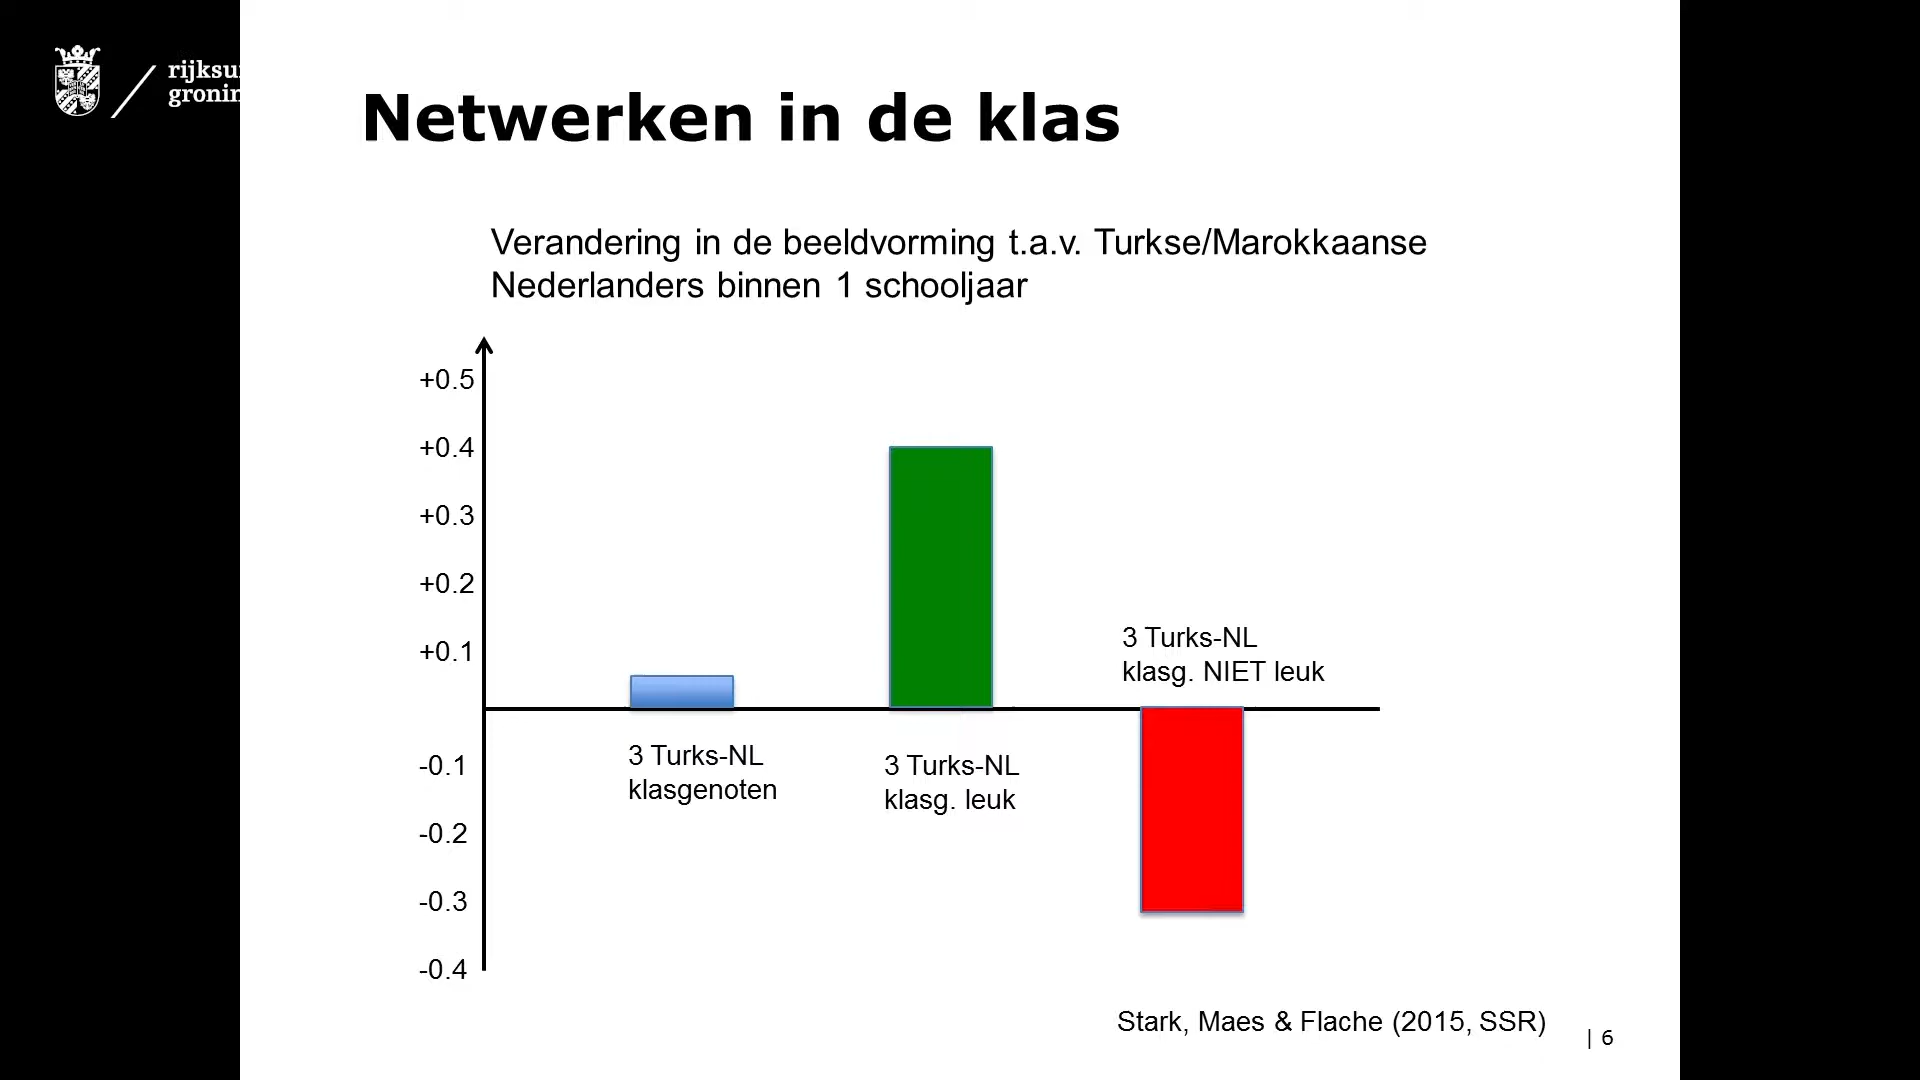 Netwerken in de klas
Verandering in de beeldvorming t.a.v. Turkse/Marokkaanse
Nederlanders binnen 1 schooljaar
+0.5
+0.4
+0.3
+0.2
+0.1
-0.1
-0.2
-0.3
-0.4
3 Turks-NL
klasgenoten
3 Turks-NL
klasg. leuk
3 Turks-NL
klasg. NIET leuk
Stark, Maes & Flache (2015, SSR)
| 6